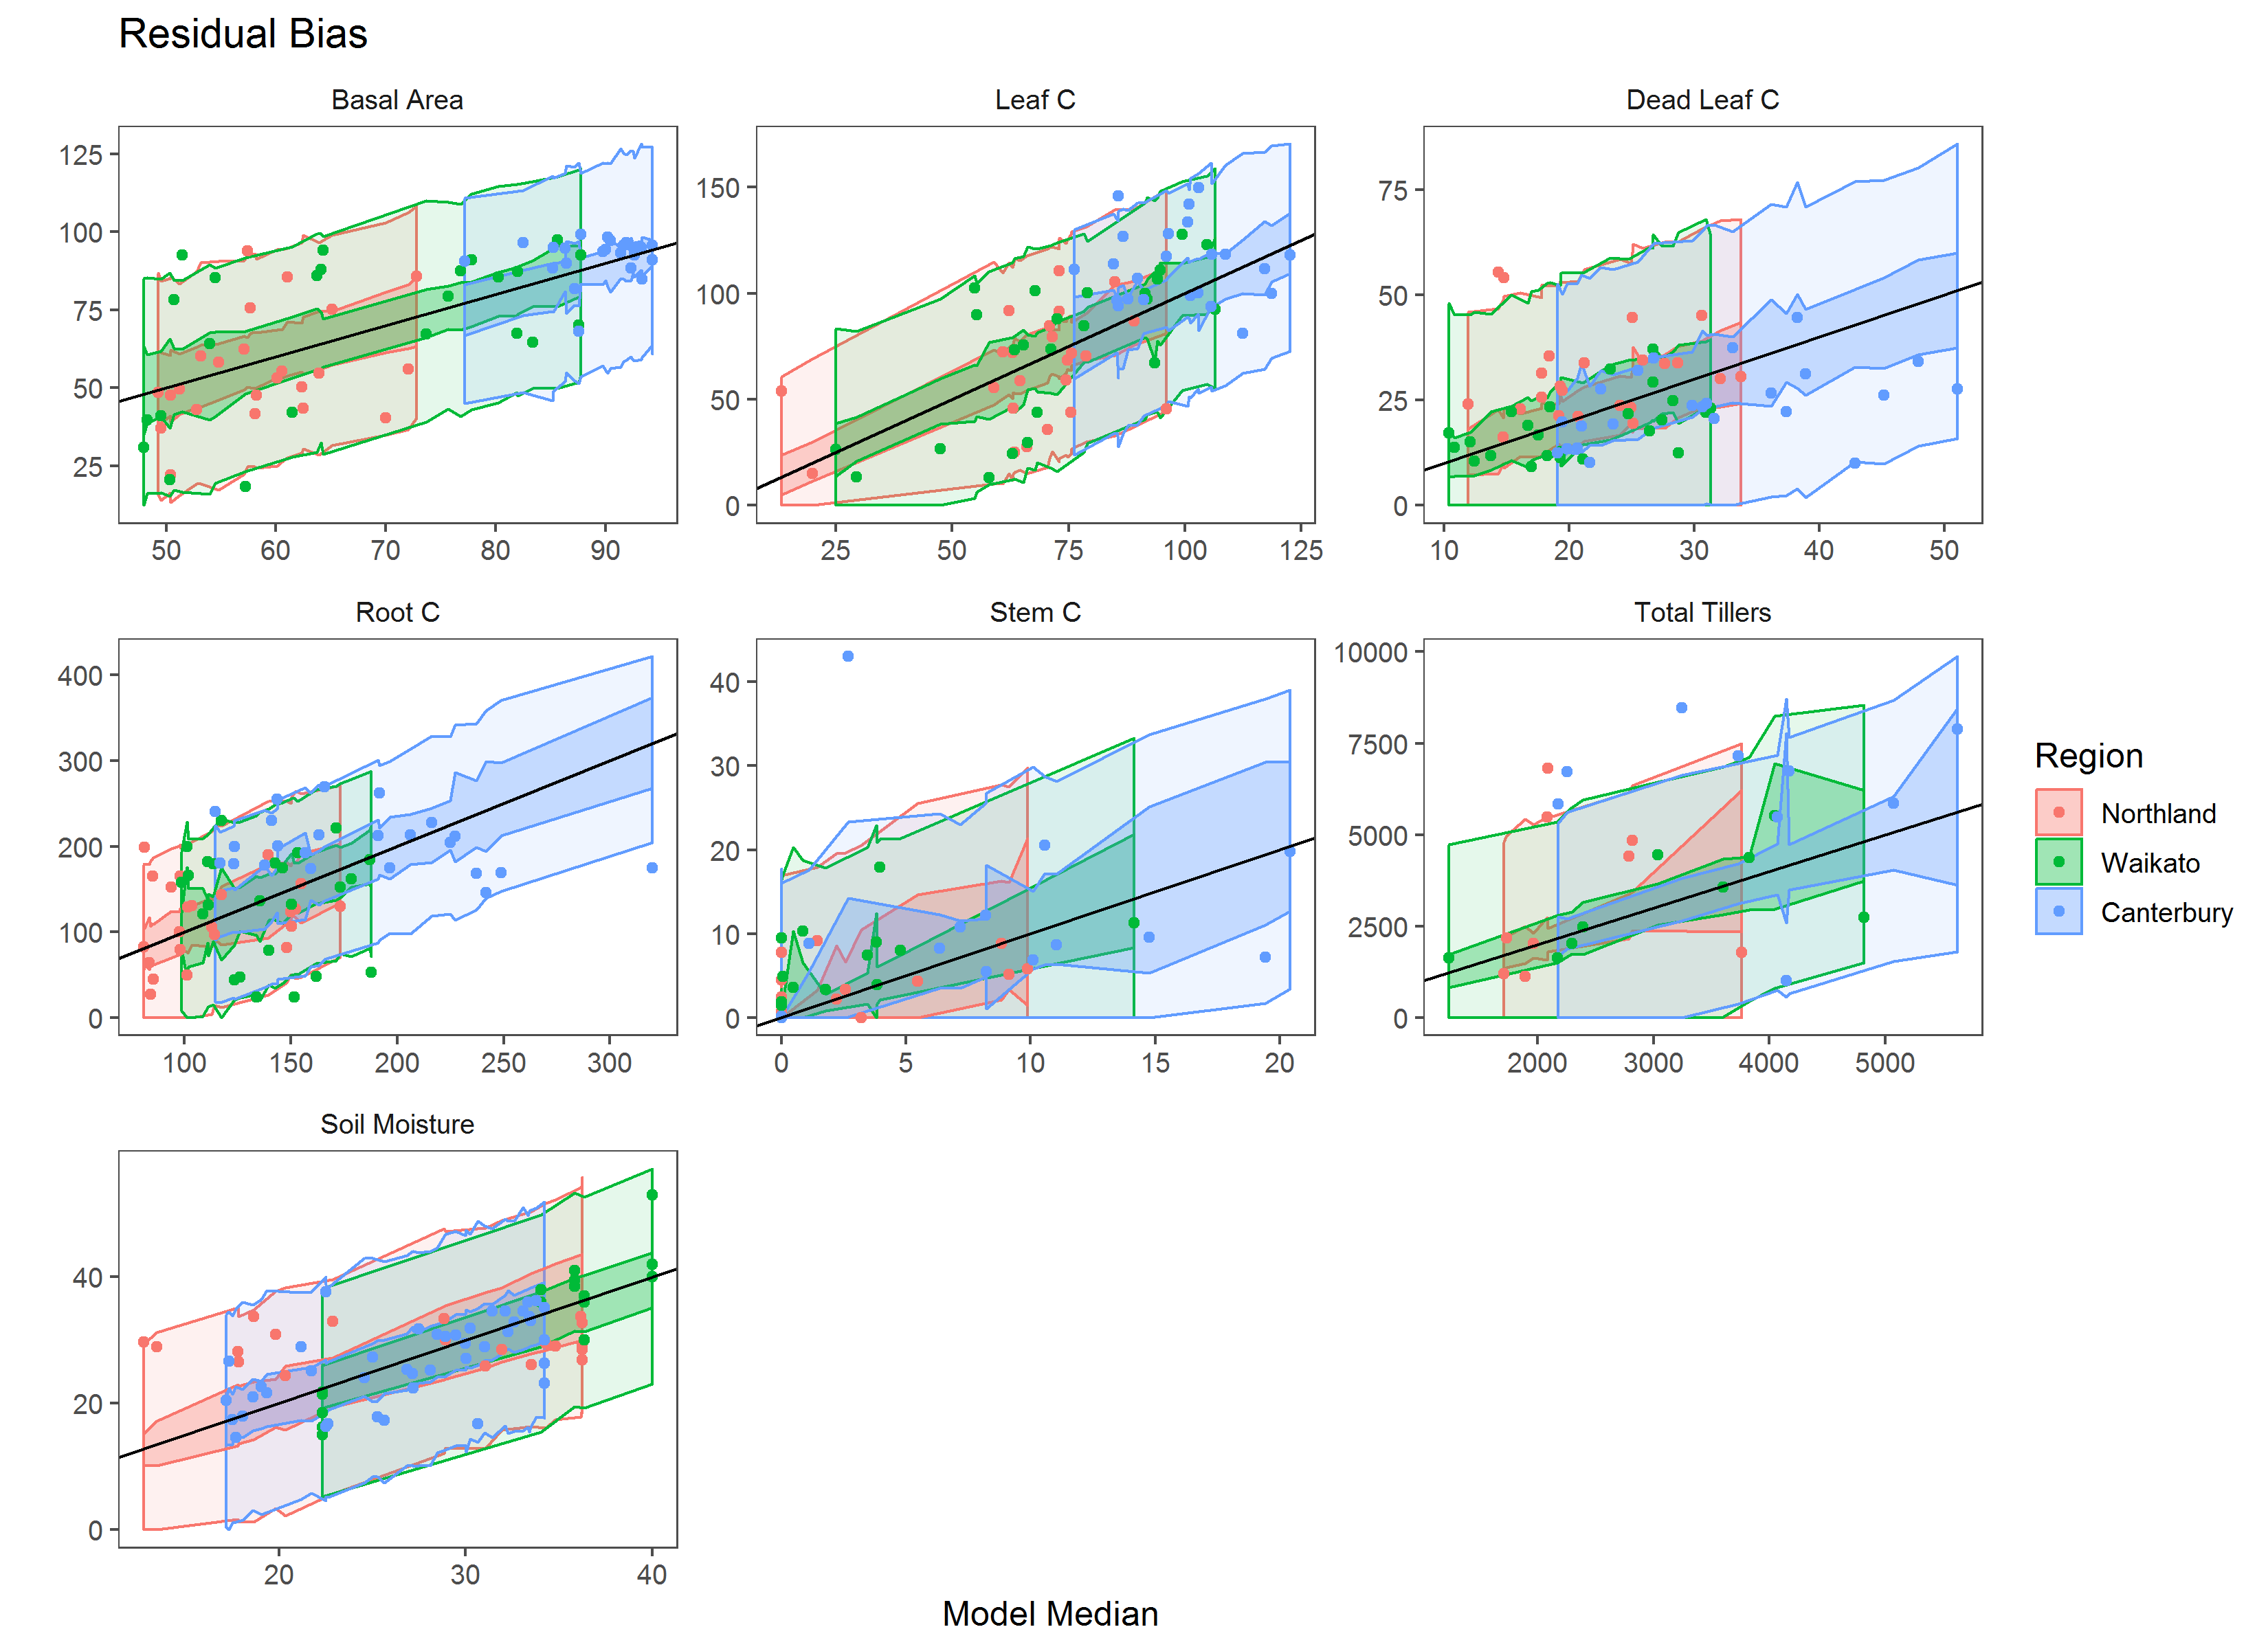 Residual Bias
Basal Area
Leaf C
Dead Leaf C
125
100
75
50
25
50 60 70 80 90
150
100
50
0
25 50 75 100 125
75
50
25
0
10 20 30 40 50
Root C
Stem C
Total Tillers
400
300
200
100
0
100 150 200 250 300
40
30
20
10
0
0 5 10 15 20
10000
7500
5000
2500
0
2000 3000 4000 5000
Region
Northland
Waikato
Canterbury
Soil Moisture
40
20
0
20 30 40
Model Median